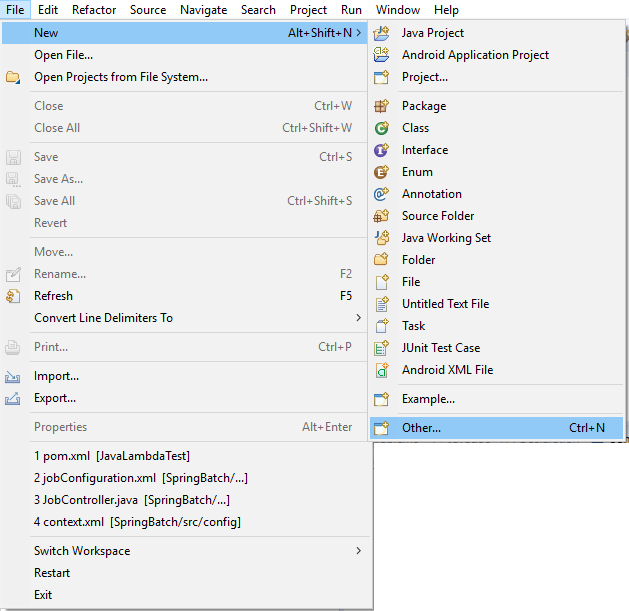 File Edit Refactor Source Navigate Search Project Run Window Help
New Alt+Shift+N >
Open File...
Open Projects from File System...
Close Ctrl+W
Close All Ctrl+Shift+W
Save Ctrl+S
Save As...
Save All Ctrl+Shift+S
Revert
Move...
Rename... F2
Refresh F5
Convert Line Delimiters To >
Print... Ctrl+P
Import...
Export...
Properties Alt+Enter
1 pom.xml [JavaLambdaTest]
2 jobConfiguration.xml [SpringBatch/...]
3 JobController.java [SpringBatch/...]
4 context.xml [SpringBatch/src/config]
Switch Workspace >
Restart
Exit
Java Project
Android Application Project
Project...
Package
Class
Interface
Enum
Annotation
Source Folder
Java Working Set
Folder
File
Untitled Text File
Task
JUnit Test Case
Android XML File
Example...
Other... Ctrl+N